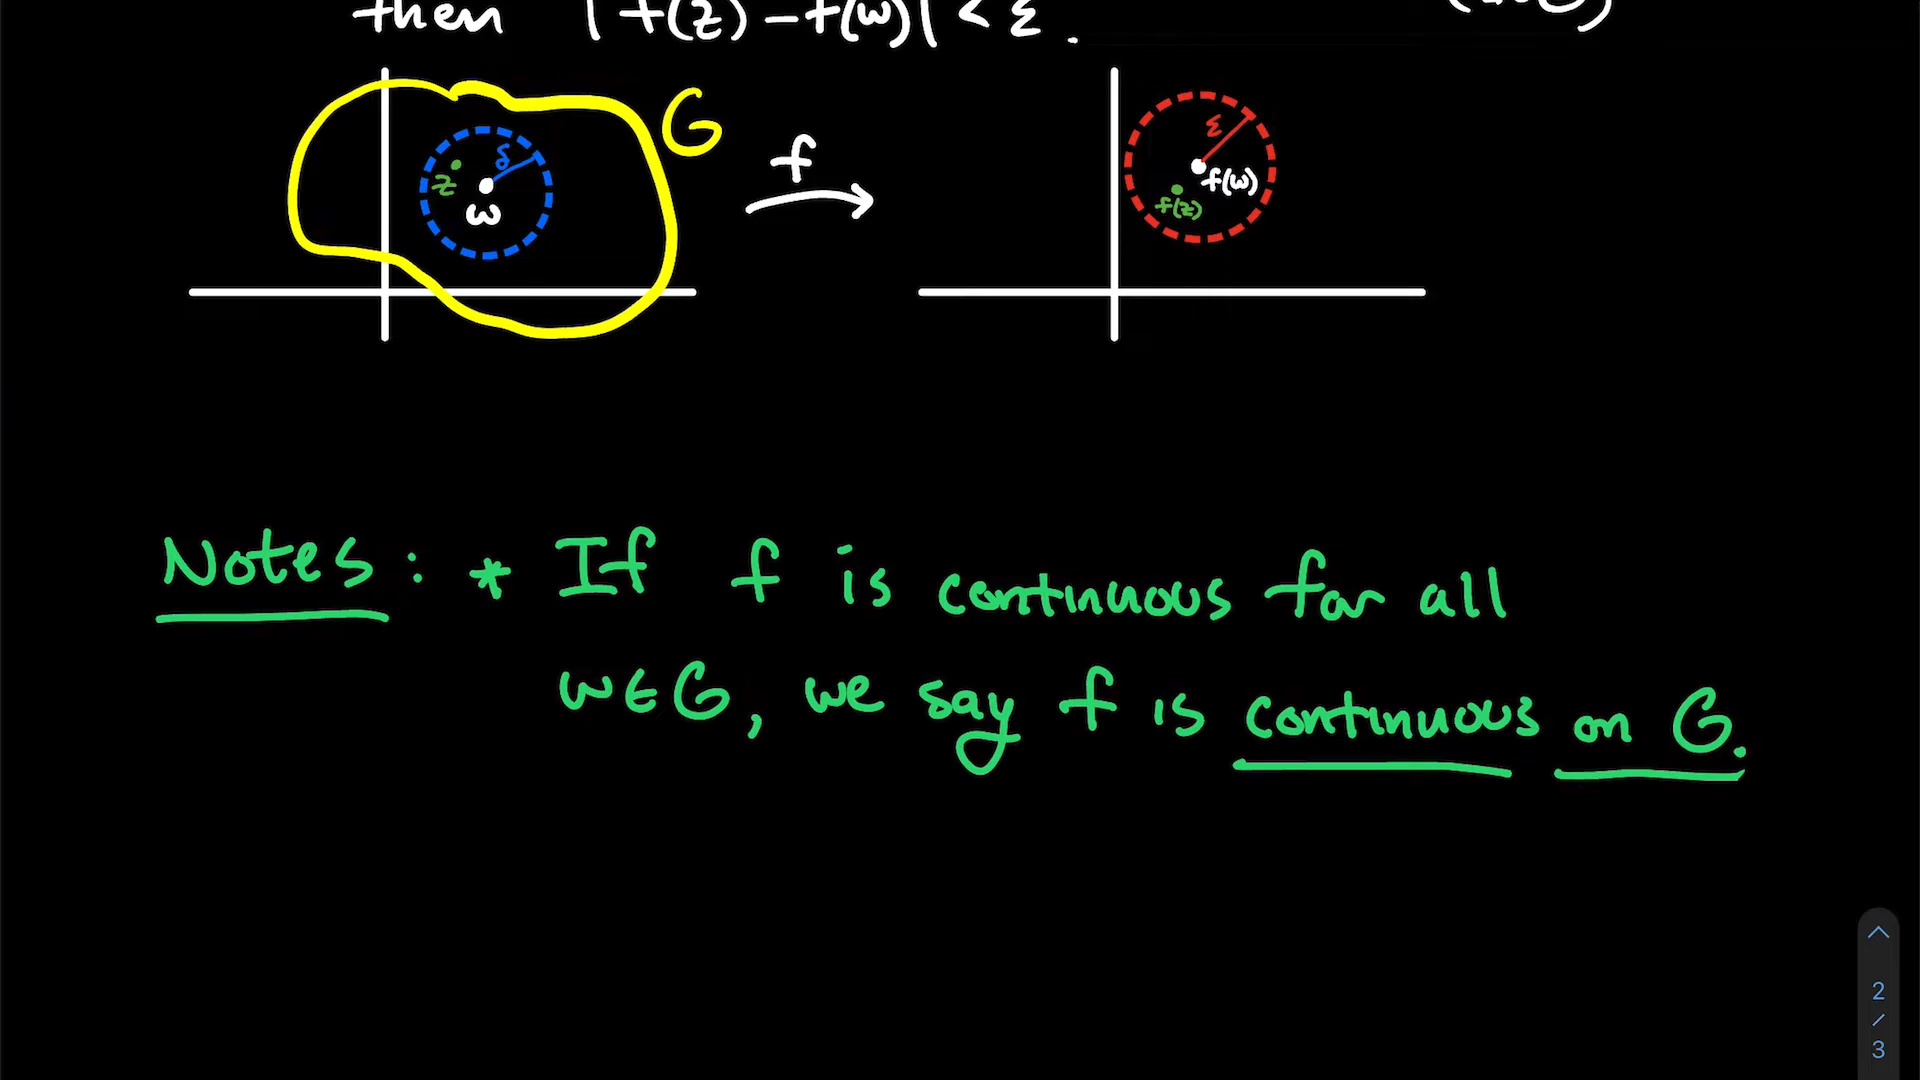 then |f(z)-f(w)| < ε.
G
δ
z
w
f
ε
f(w)
f(z)
Notes: * If f is continuous for all
w∈G, we say f is continuous on G.
2
/
3